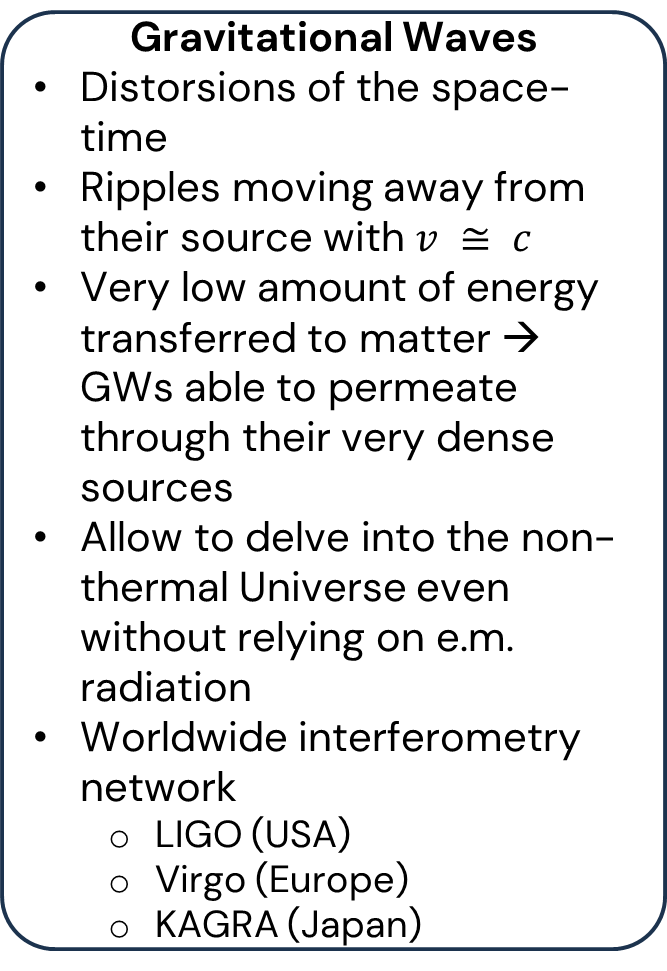 Gravitational Waves
• Distorsions of the space-
time
• Ripples moving away from
their source with v ≅ c
• Very low amount of energy
transferred to matter →
GWs able to permeate
through their very dense
sources
• Allow to delve into the non-
thermal Universe even
without relying on e.m.
radiation
• Worldwide interferometry
network
o LIGO (USA)
o Virgo (Europe)
o KAGRA (Japan)